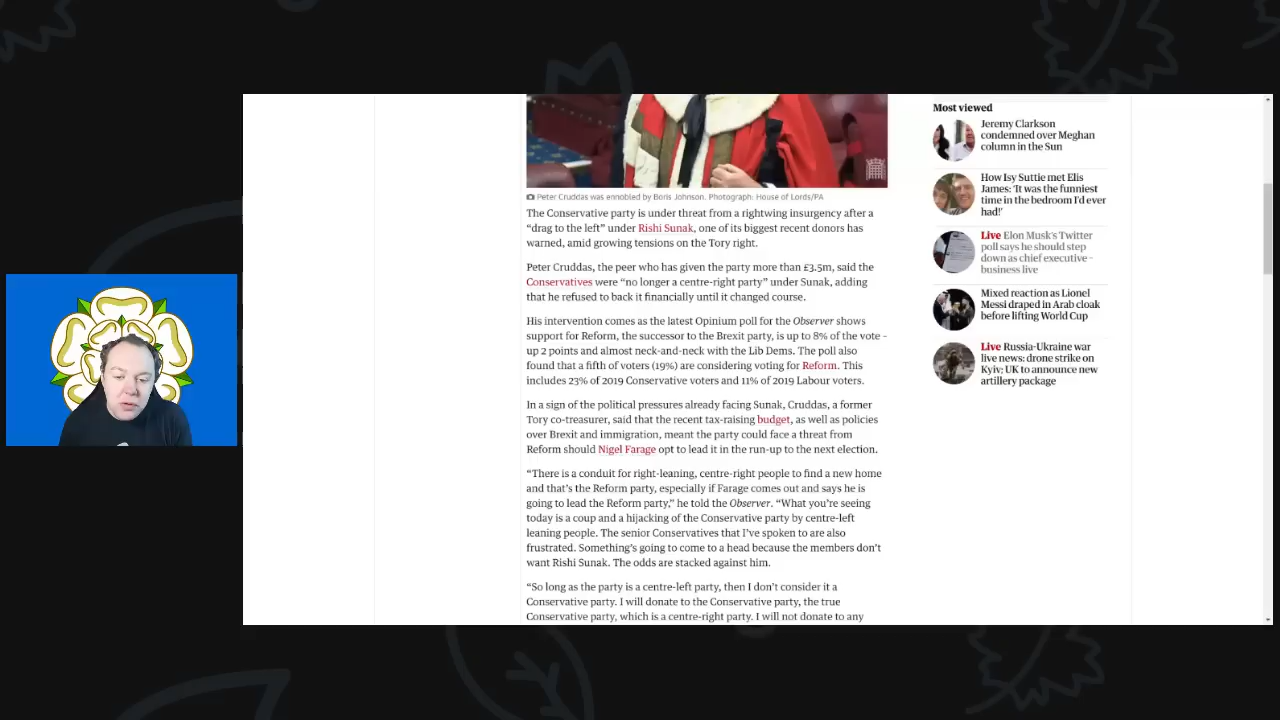 Peter Cruddas was ennobled by Boris Johnson. Photograph: House of Lords/PA
The Conservative party is under threat from a rightwing insurgency after a
“drag to the left” under Rishi Sunak, one of its biggest recent donors has
warned, amid growing tensions on the Tory right.
Peter Cruddas, the peer who has given the party more than £3.5m, said the
Conservatives were “no longer a centre-right party” under Sunak, adding
that he refused to back it financially until it changed course.
His intervention comes as the latest Opinium poll for the Observer shows
support for Reform, the successor to the Brexit party, is up to 8% of the vote –
up 2 points and almost neck-and-neck with the Lib Dems. The poll also
found that a fifth of voters (19%) are considering voting for Reform. This
includes 23% of 2019 Conservative voters and 11% of 2019 Labour voters.
In a sign of the political pressures already facing Sunak, Cruddas, a former
Tory co-treasurer, said that the recent tax-raising budget, as well as policies
over Brexit and immigration, meant the party could face a threat from
Reform should Nigel Farage opt to lead it in the run-up to the next election.
“There is a conduit for right-leaning, centre-right people to find a new home
and that’s the Reform party, especially if Farage comes out and says he is
going to lead the Reform party,” he told the Observer. “What you’re seeing
today is a coup and a hijacking of the Conservative party by centre-left
leaning people. The senior Conservatives that I’ve spoken to are also
frustrated. Something’s going to come to a head because the members don’t
want Rishi Sunak. The odds are stacked against him.
“So long as the party is a centre-left party, then I don’t consider it a
Conservative party. I will donate to the Conservative party, the true
Conservative party, which is a centre-right party. I will not donate to any
Most viewed
Jeremy Clarkson
condemned over Meghan
column in the Sun
How Isy Suttie met Elis
James: ‘It was the funniest
time in the bedroom I’d ever
had!’
Live Elon Musk’s Twitter
poll says he should step
down as chief executive –
business live
Mixed reaction as Lionel
Messi draped in Arab cloak
before lifting World Cup
Live Russia-Ukraine war
live news: drone strike on
Kyiv; UK to announce new
artillery package